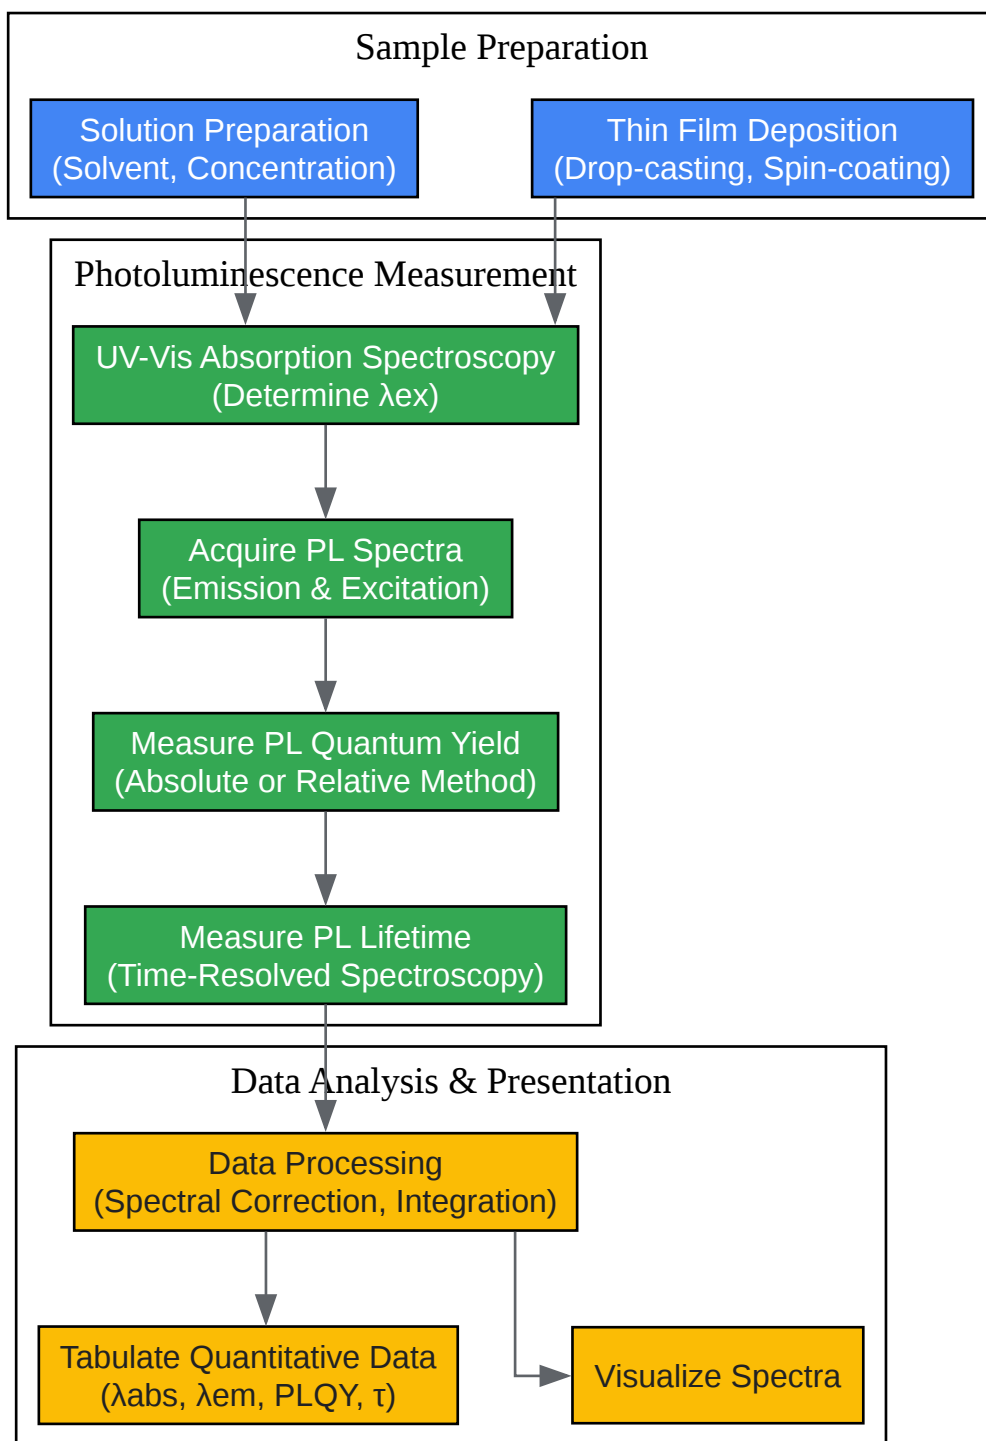 Sample Preparation
Solution Preparation
(Solvent, Concentration)
Thin Film Deposition
(Drop-casting, Spin-coating)
Photoluminescence Measurement
UV-Vis Absorption Spectroscopy
(Determine λex)
Acquire PL Spectra
(Emission & Excitation)
Measure PL Quantum Yield
(Absolute or Relative Method)
Measure PL Lifetime
(Time-Resolved Spectroscopy)
Data Analysis & Presentation
Data Processing
(Spectral Correction, Integration)
Tabulate Quantitative Data
(λabs, λem, PLQY, τ)
Visualize Spectra